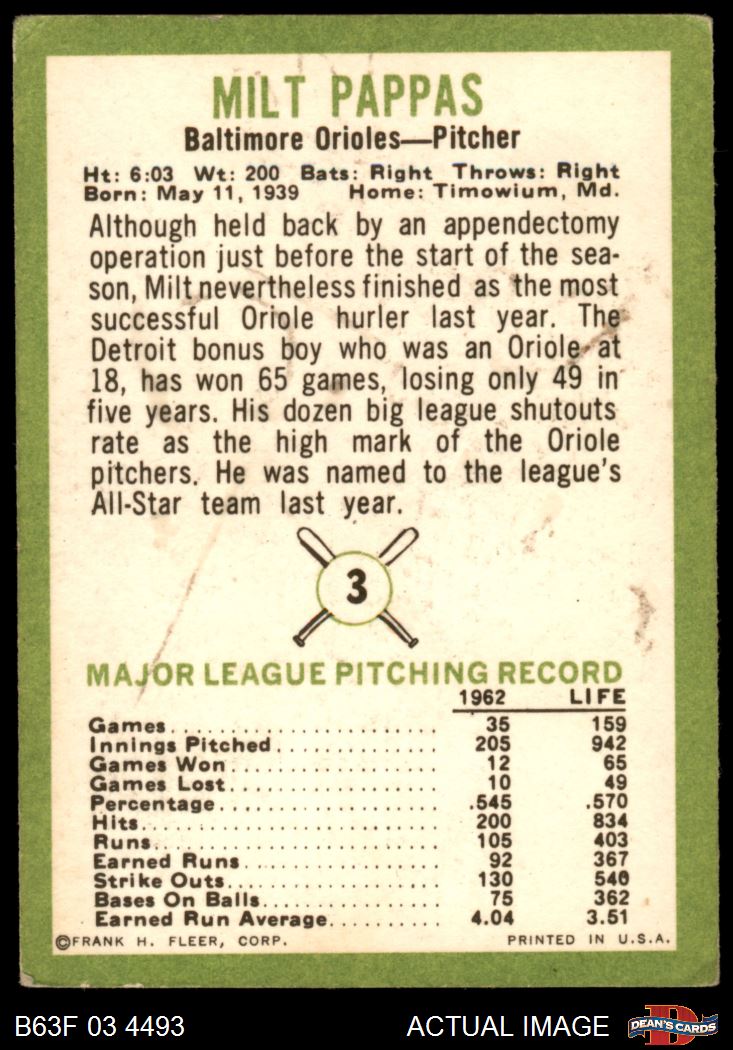 MILT PAPPAS
Baltimore Orioles—Pitcher
Ht: 6:03 Wt: 200 Bats: Right Throws: Right
Born: May 11, 1939 Home: Timowium, Md.
Although held back by an appendectomy
operation just before the start of the sea-
son, Milt nevertheless finished as the most
successful Oriole hurler last year. The
Detroit bonus boy who was an Oriole at
18, has won 65 games, losing only 49 in
five years. His dozen big league shutouts
rate as the high mark of the Oriole
pitchers. He was named to the league's
All-Star team last year.
3
MAJOR LEAGUE PITCHING RECORD
1962 LIFE
Games 35 159
Innings Pitched 205 942
Games Won 12 65
Games Lost 10 49
Percentage .545 .570
Hits 200 834
Runs 105 403
Earned Runs 92 367
Strike Outs 130 540
Bases On Balls 75 362
Earned Run Average 4.04 3.51
©FRANK H. FLEER, CORP. PRINTED IN U.S.A.
B63F 03 4493 ACTUAL IMAGE DEAN'S CARDS